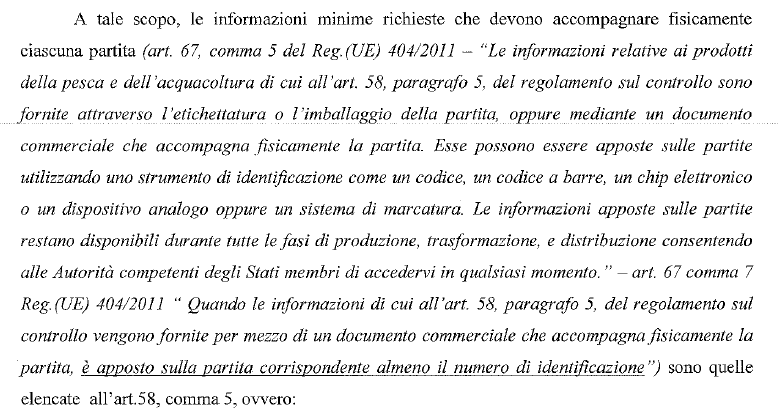 A tale scopo, le informazioni minime richieste che devono accompagnare fisicamente
ciascuna partita (art. 67, comma 5 del Reg.(UE) 404/2011 – “Le informazioni relative ai prodotti
della pesca e dell'acquacoltura di cui all'art. 58, paragrafo 5, del regolamento sul controllo sono
fornite attraverso l'etichettatura o l'imballaggio della partita, oppure mediante un documento
commerciale che accompagna fisicamente la partita. Esse possono essere apposte sulle partite
utilizzando uno strumento di identificazione come un codice, un codice a barre, un chip elettronico
o un dispositivo analogo oppure un sistema di marcatura. Le informazioni apposte sulle partite
restano disponibili durante tutte le fasi di produzione, trasformazione, e distribuzione consentendo
alle Autorità competenti degli Stati membri di accedervi in qualsiasi momento.” – art. 67 comma 7
Reg.(UE) 404/2011 “ Quando le informazioni di cui all'art. 58, paragrafo 5, del regolamento sul
controllo vengono fornite per mezzo di un documento commerciale che accompagna fisicamente la
partita, è apposto sulla partita corrispondente almeno il numero di identificazione”) sono quelle
elencate all'art.58, comma 5, ovvero: